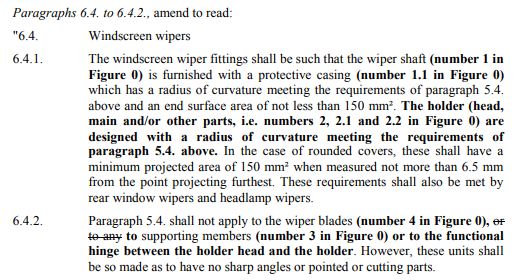 Paragraphs 6.4. to 6.4.2., amend to read:
"6.4. Windscreen wipers
6.4.1. The windscreen wiper fittings shall be such that the wiper shaft (number 1 in
Figure 0) is furnished with a protective casing (number 1.1 in Figure 0)
which has a radius of curvature meeting the requirements of paragraph 5.4.
above and an end surface area of not less than 150 mm². The holder (head,
main and/or other parts, i.e. numbers 2, 2.1 and 2.2 in Figure 0) are
designed with a radius of curvature meeting the requirements of
paragraph 5.4. above. In the case of rounded covers, these shall have a
minimum projected area of 150 mm² when measured not more than 6.5 mm
from the point projecting furthest. These requirements shall also be met by
rear window wipers and headlamp wipers.
6.4.2. Paragraph 5.4. shall not apply to the wiper blades (number 4 in Figure 0), or
to any to supporting members (number 3 in Figure 0) or to the functional
hinge between the holder head and the holder. However, these units shall
be so made as to have no sharp angles or pointed or cutting parts.